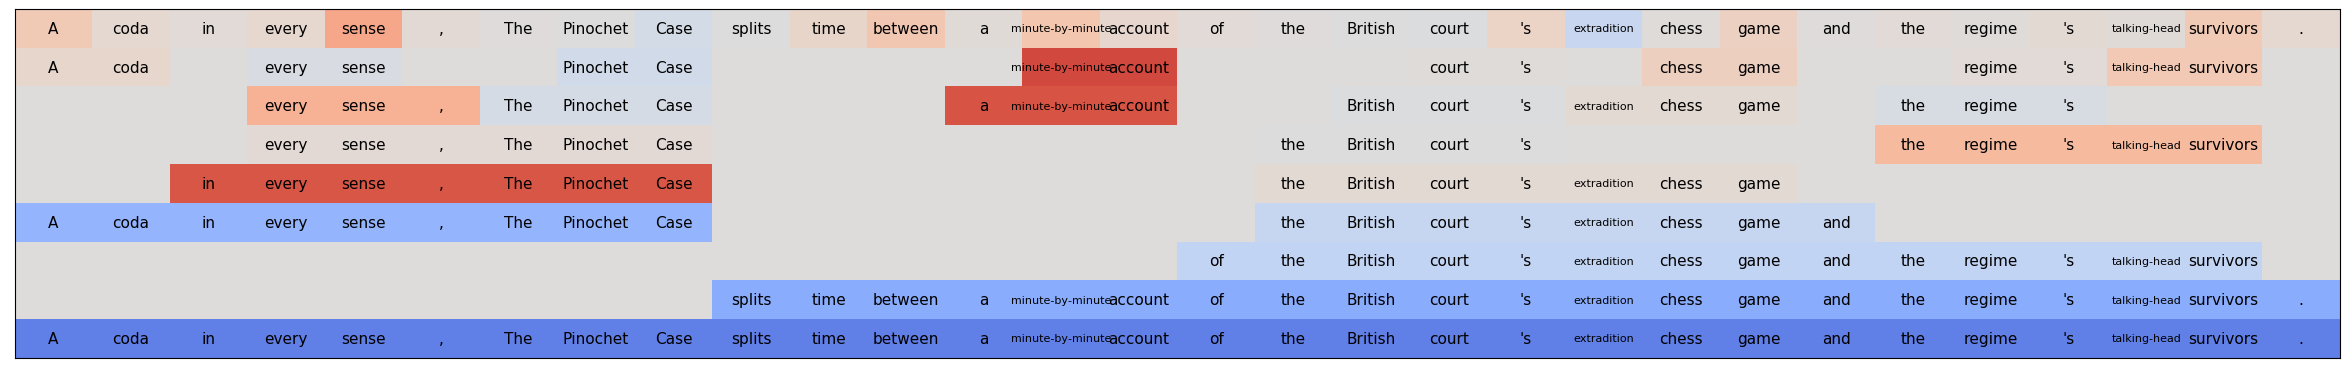 A coda in every sense , The Pinochet Case splits time between a minute-by-minute account of the British court 's extradition chess game and the regime 's talking-head survivors .
A coda every sense Pinochet Case minute-by-minute account court 's chess game regime 's talking-head survivors
every sense , The Pinochet Case a minute-by-minute account British court 's extradition chess game the regime 's
every sense , The Pinochet Case the British court 's the regime 's talking-head survivors
in every sense , The Pinochet Case the British court 's extradition chess game
A coda in every sense , The Pinochet Case the British court 's extradition chess game and
of the British court 's extradition chess game and the regime 's talking-head survivors
splits time between a minute-by-minute account of the British court 's extradition chess game and the regime 's talking-head survivors .
A coda in every sense , The Pinochet Case splits time between a minute-by-minute account of the British court 's extradition chess game and the regime 's talking-head survivors .